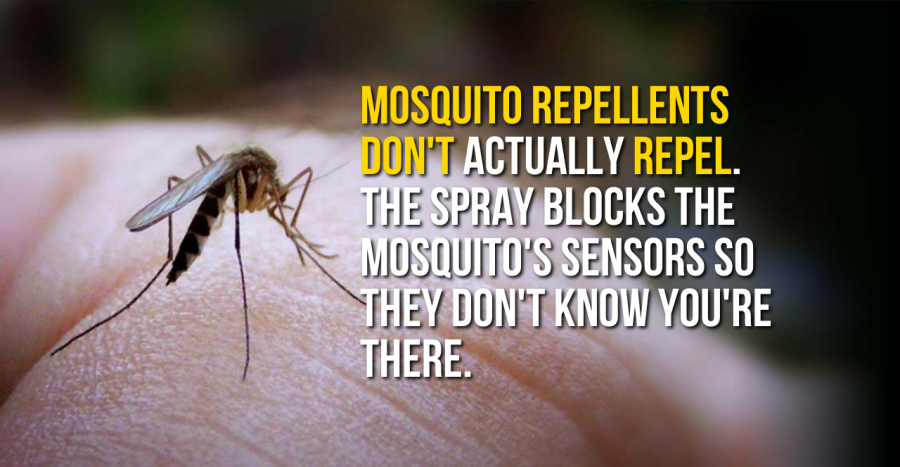 MOSQUITO REPELLENTS
DON'T ACTUALLY REPEL.
THE SPRAY BLOCKS THE
MOSQUITO'S SENSORS SO
THEY DON'T KNOW YOU'RE
THERE.